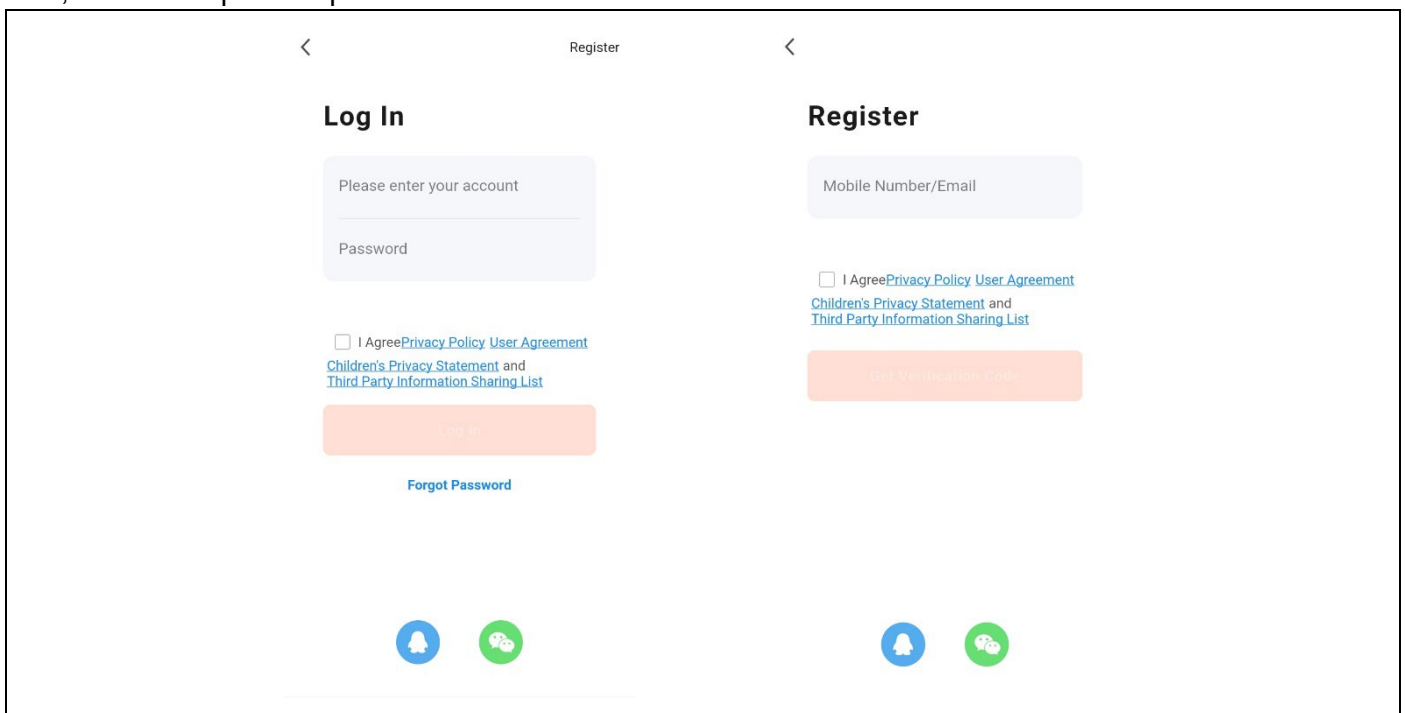 Register
Log In
Please enter your account
Password
I AgreePrivacy Policy User Agreement
Children's Privacy Statement and
Third Party Information Sharing List
Log In
Forgot Password
Register
Mobile Number/Email
I AgreePrivacy Policy User Agreement
Children's Privacy Statement and
Third Party Information Sharing List
Get Verification Code